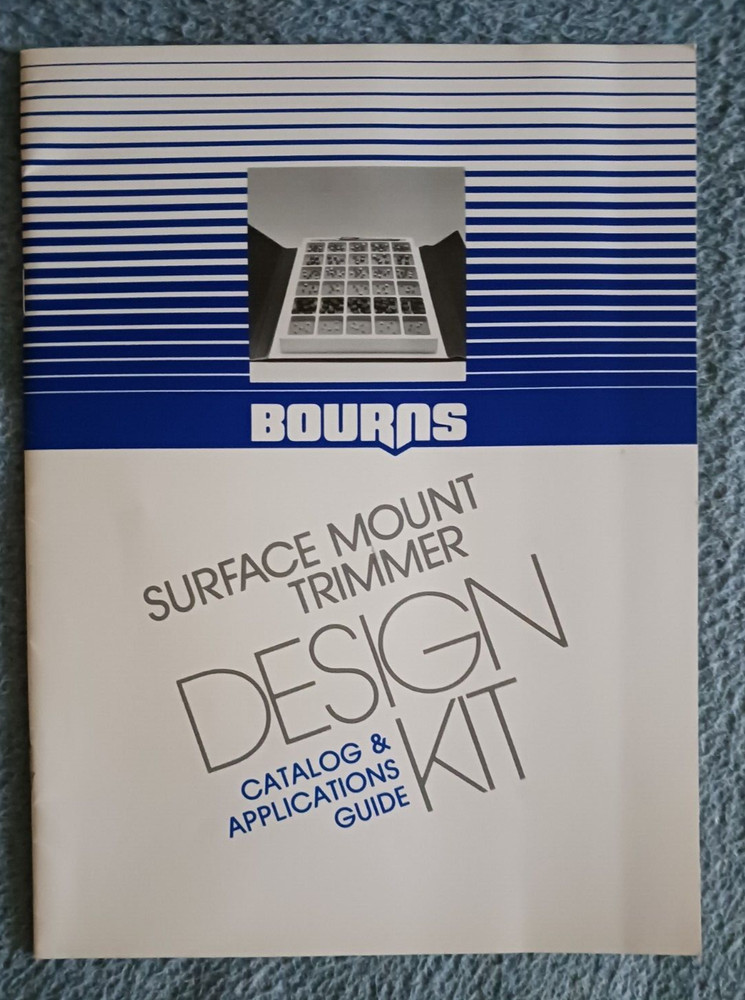 BOURNS
SURFACE MOUNT
TRIMMER
DESIGN
KIT
CATALOG &
APPLICATIONS
GUIDE